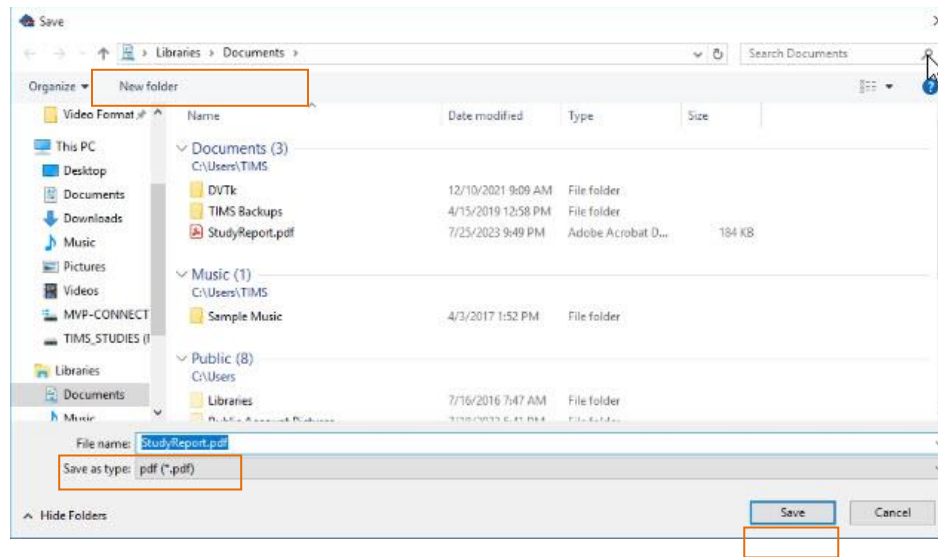 Save
Libraries > Documents >
Search Documents
Organize
New folder
Video Format
Name
Date modified
Type
Size
This PC
Desktop
Documents
Downloads
Music
Pictures
Videos
MVP-CONNECT
TIMS_STUDIES (
Libraries
Documents
Music
Documents (3)
C:\Users\TIMS
DVTk 12/10/2021 9:09 AM File folder
TIMS Backups 4/15/2019 12:58 PM File folder
StudyReport.pdf 7/25/2023 9:49 PM Adobe Acrobat D... 184 KB
Music (1)
C:\Users\TIMS
Sample Music 4/3/2017 1:52 PM File folder
Public (8)
C:\Users
Libraries 7/16/2016 7:47 AM File folder
File name: StudyReport.pdf
Save as type: pdf (*.pdf)
Hide Folders
Save
Cancel